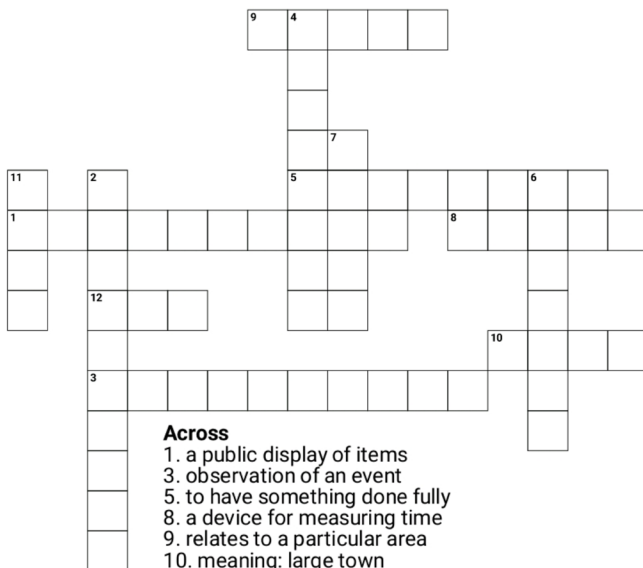 9 4
7
11 2 5 6
1 8
12
10
3
Across
1. a public display of items
3. observation of an event
5. to have something done fully
8. a device for measuring time
9. relates to a particular area
10. meaning: large town